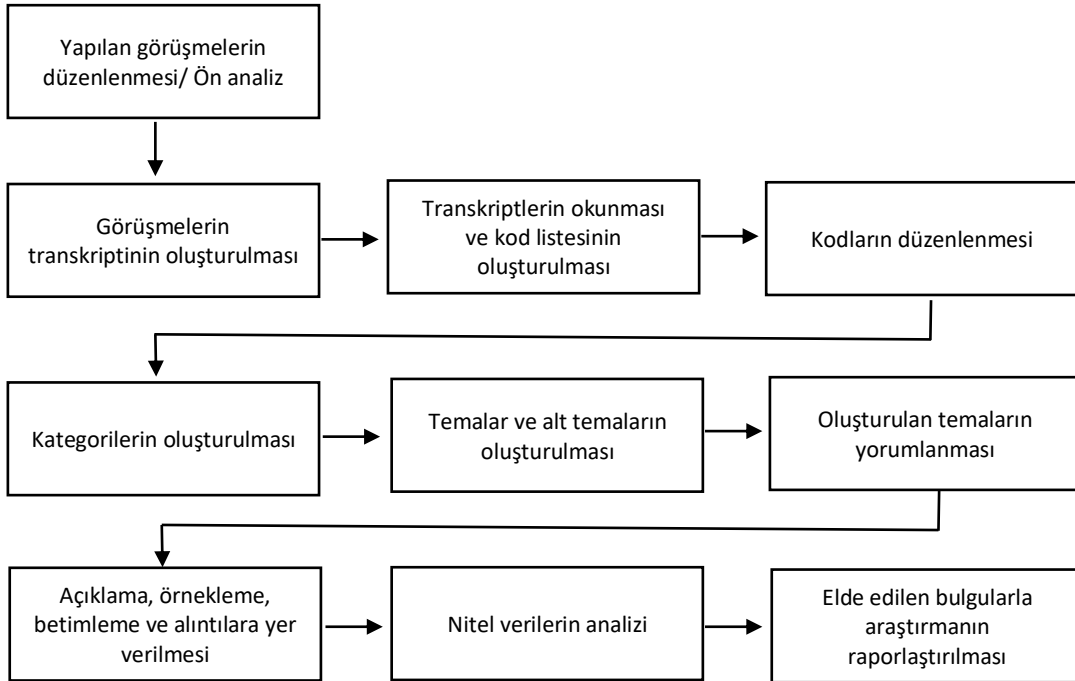 Yapılan görüşmelerin
düzenlenmesi/ Ön analiz
Görüşmelerin
transkriptinin oluşturulması
Transkriptlerin okunması
ve kod listesinin
oluşturulması
Kodların düzenlenmesi
Kategorilerin oluşturulması
Temalar ve alt temaların
oluşturulması
Oluşturulan temaların
yorumlanması
Açıklama, örnekleme,
betimleme ve alıntılara yer
verilmesi
Nitel verilerin analizi
Elde edilen bulgularla
araştırmanın
raporlaştırılması